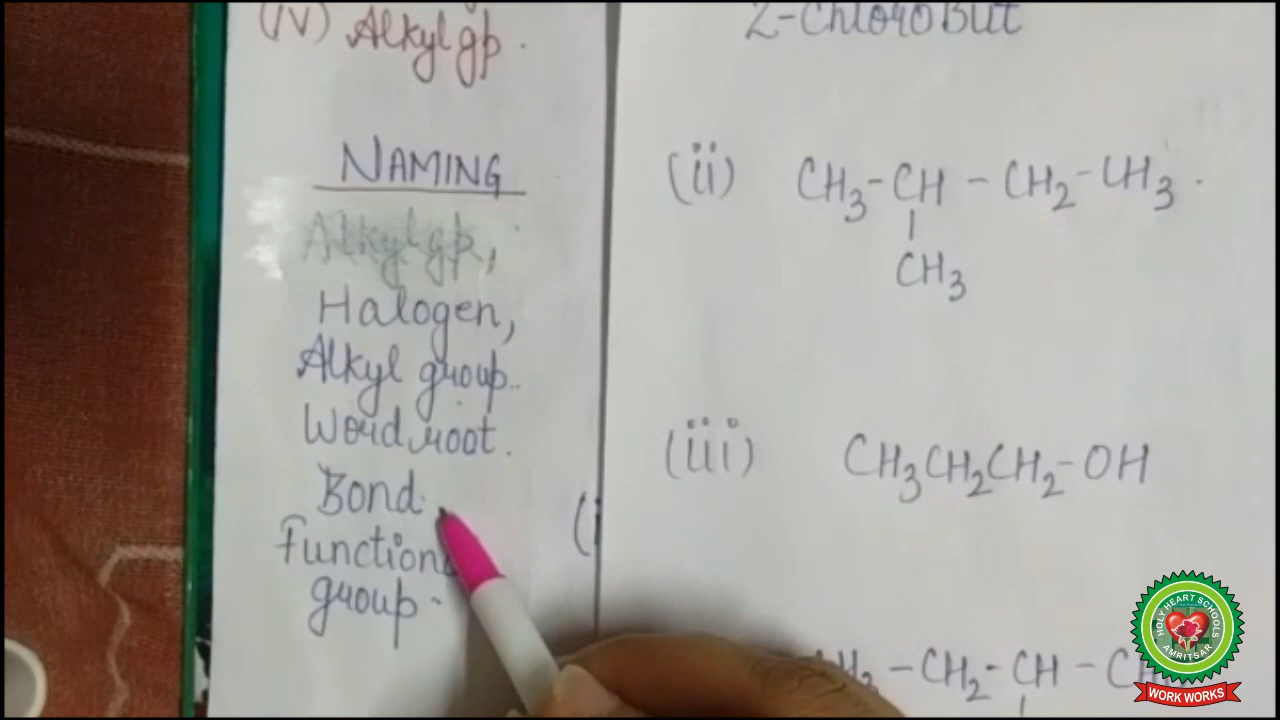 (iv) Alkyl gp.
NAMING
Alkyl gp,
Halogen,
Alkyl group.
Word root.
Bond.
Function
group.
2-ChloroBut
(ii) CH3-CH-CH2-CH3.
CH3
(iii) CH3CH2CH2-OH
-CH2-CH-
HOLY HEART SCHOOLS
AMRITSAR
WORK WORKS